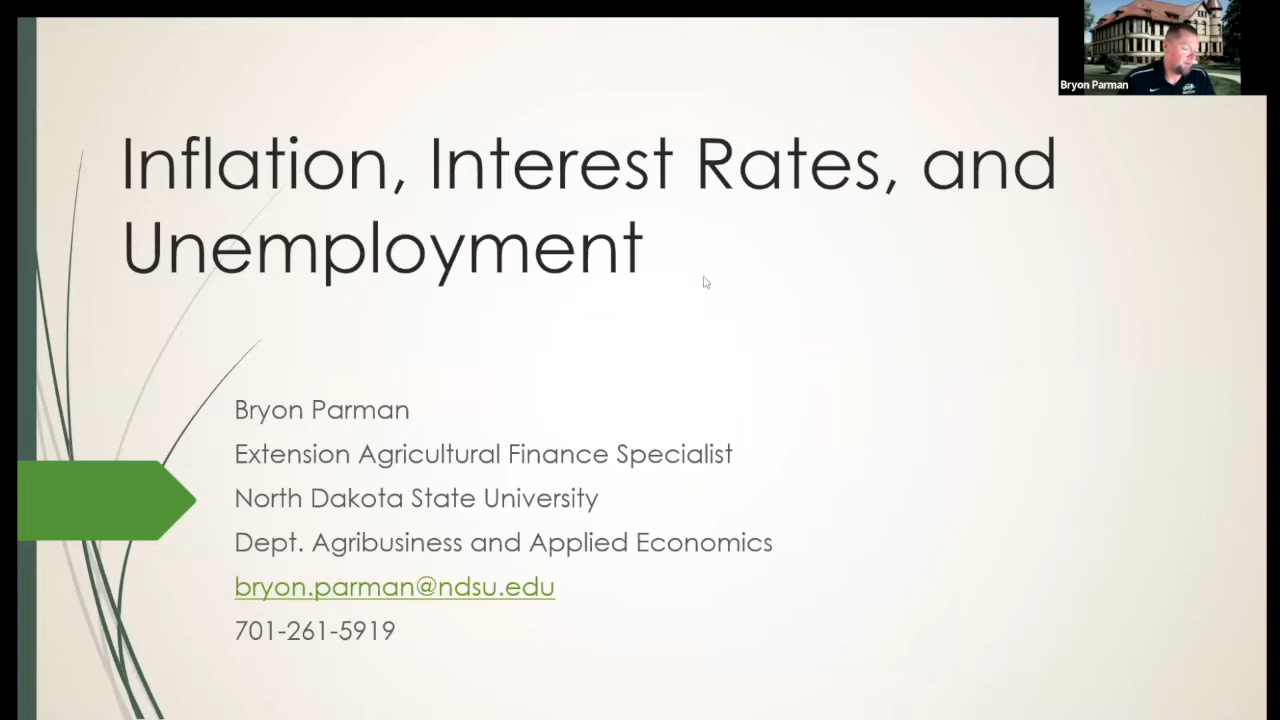 Bryon Parman
Inflation, Interest Rates, and
Unemployment
Bryon Parman
Extension Agricultural Finance Specialist
North Dakota State University
Dept. Agribusiness and Applied Economics
bryon.parman@ndsu.edu
701-261-5919